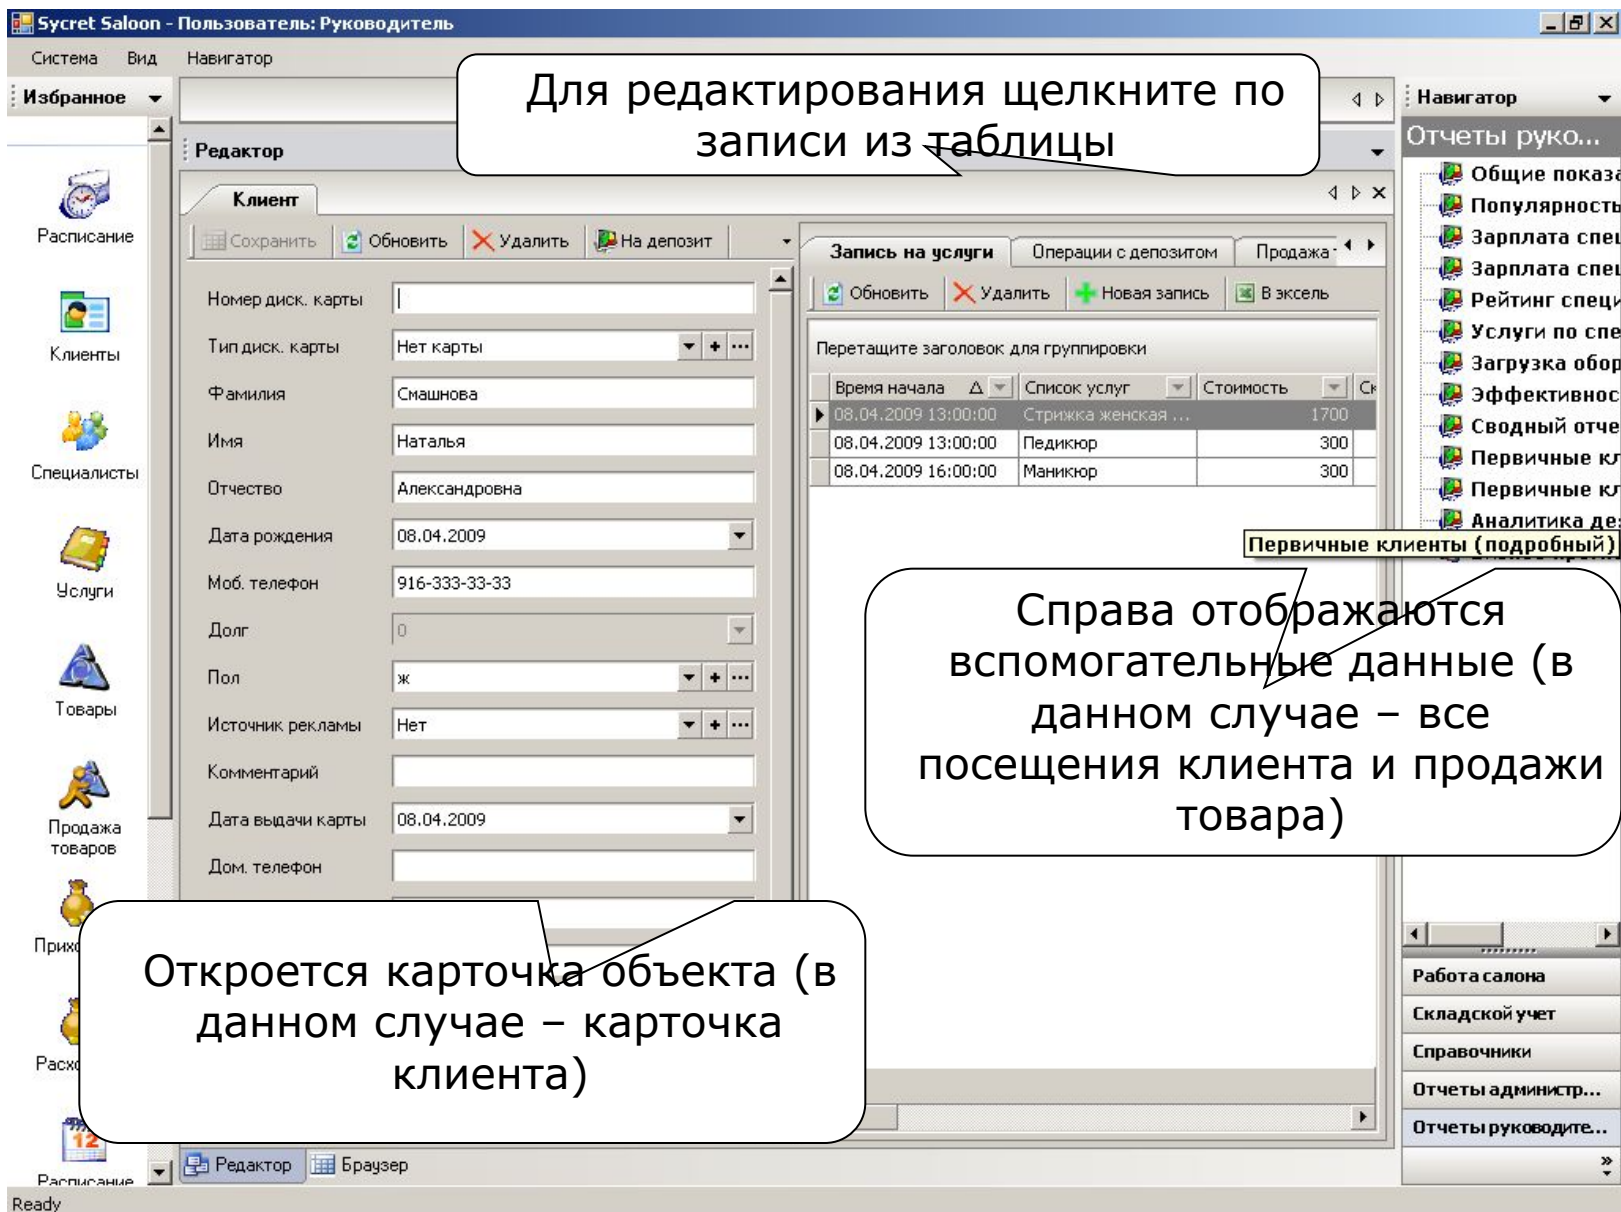 Sycret Saloon - Пользователь: Руководитель
Система Вид Навигатор
Избранное
Для редактирования щелкните по
записи из таблицы
Навигатор
Отчеты руко...
Редактор
Клиент
Сохранить Обновить Удалить На депозит
Расписание
Клиенты
Специалисты
Услуги
Товары
Продажа
товаров
Расписание
Номер диск. карты
Тип диск. карты Нет карты
Фамилия Смашнова
Имя Наталья
Отчество Александровна
Дата рождения 08.04.2009
Моб. телефон 916-333-33-33
Долг 0
Пол ж
Источник рекламы Нет
Комментарий
Дата выдачи карты 08.04.2009
Дом. телефон
Запись на услуги Операции с депозитом Продажа
Обновить Удалить Новая запись В эксель
Перетащите заголовок для группировки
Время начала Список услуг Стоимость
08.04.2009 13:00:00 Стрижка женская ... 1700
08.04.2009 13:00:00 Педикюр 300
08.04.2009 16:00:00 Маникюр 300
Общие показа
Популярность
Зарплата спец
Зарплата спец
Рейтинг специ
Услуги по спе
Загрузка обор
Эффективнос
Сводный отче
Первичные кл
Первичные кл
Аналитика де
Первичные клиенты (подробный)
Справа отображаются
вспомогательные данные (в
данном случае – все
посещения клиента и продажи
товара)
Откроется карточка объекта (в
данном случае – карточка
клиента)
Работа салона
Складской учет
Справочники
Отчеты администр...
Отчеты руководите...
Редактор Браузер
Ready